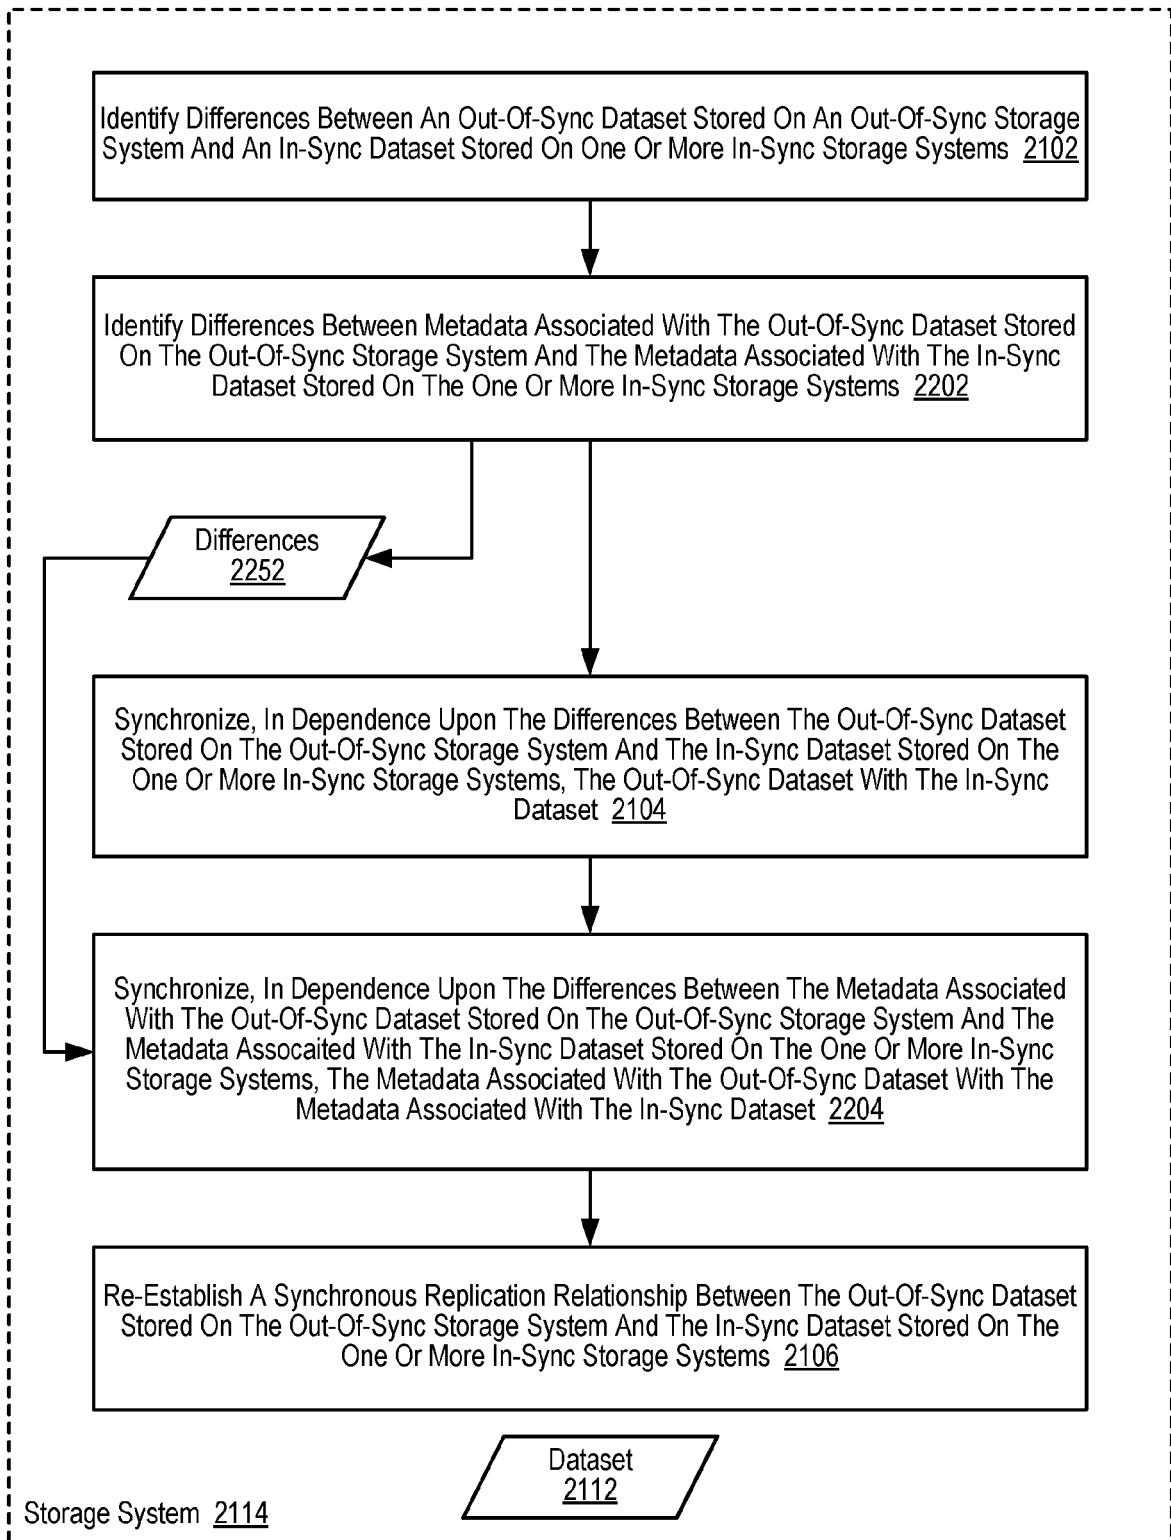 Identify Differences Between An Out-Of-Sync Dataset Stored On An Out-Of-Sync Storage
System And An In-Sync Dataset Stored On One Or More In-Sync Storage Systems 2102
Identify Differences Between Metadata Associated With The Out-Of-Sync Dataset Stored
On The Out-Of-Sync Storage System And The Metadata Associated With The In-Sync
Dataset Stored On The One Or More In-Sync Storage Systems 2202
Differences
2252
Synchronize, In Dependence Upon The Differences Between The Out-Of-Sync Dataset
Stored On The Out-Of-Sync Storage System And The In-Sync Dataset Stored On The
One Or More In-Sync Storage Systems, The Out-Of-Sync Dataset With The In-Sync
Dataset 2104
Synchronize, In Dependence Upon The Differences Between The Metadata Associated
With The Out-Of-Sync Dataset Stored On The Out-Of-Sync Storage System And The
Metadata Assocaited With The In-Sync Dataset Stored On The One Or More In-Sync
Storage Systems, The Metadata Associated With The Out-Of-Sync Dataset With The
Metadata Associated With The In-Sync Dataset 2204
Re-Establish A Synchronous Replication Relationship Between The Out-Of-Sync Dataset
Stored On The Out-Of-Sync Storage System And The In-Sync Dataset Stored On The
One Or More In-Sync Storage Systems 2106
Dataset
2112
Storage System 2114